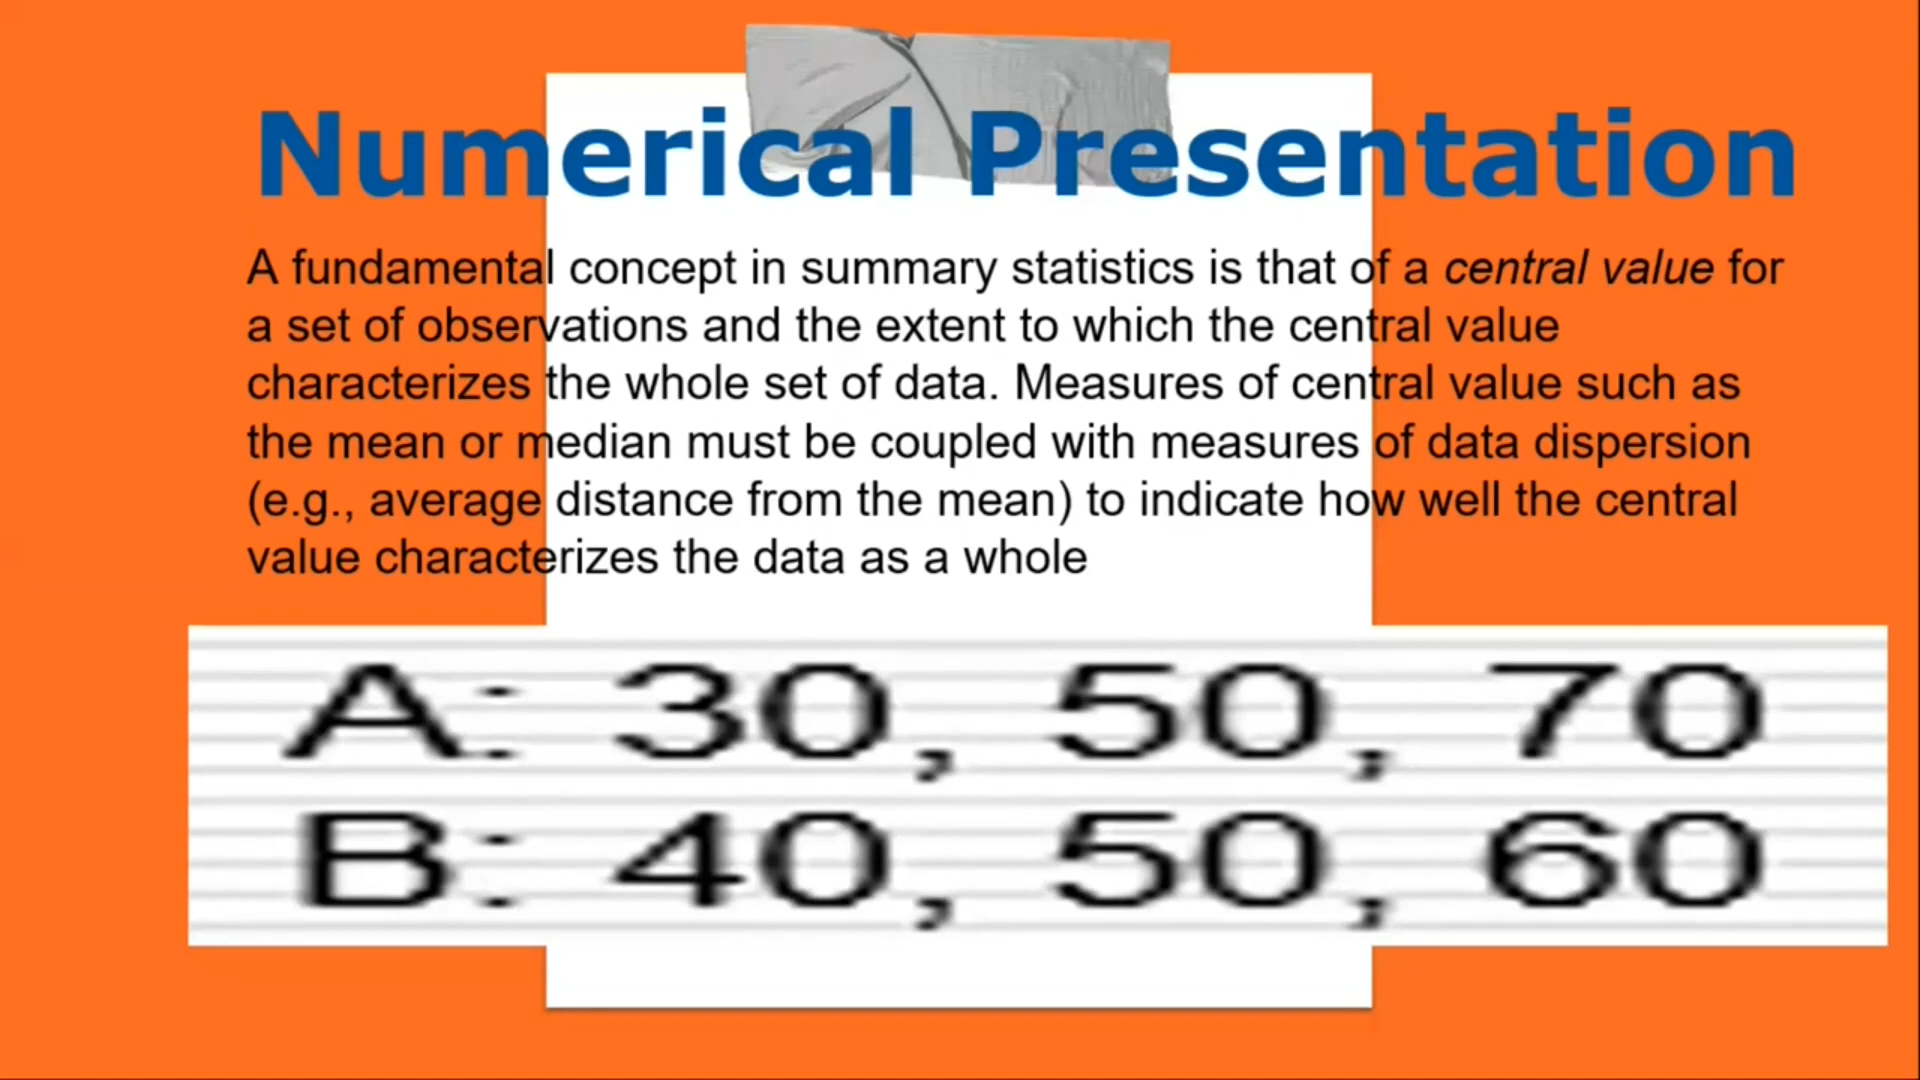 Numerical Presentation
A fundamental concept in summary statistics is that of a central value for
a set of observations and the extent to which the central value
characterizes the whole set of data. Measures of central value such as
the mean or median must be coupled with measures of data dispersion
(e.g., average distance from the mean) to indicate how well the central
value characterizes the data as a whole
A: 30, 50, 70
B: 40, 50, 60